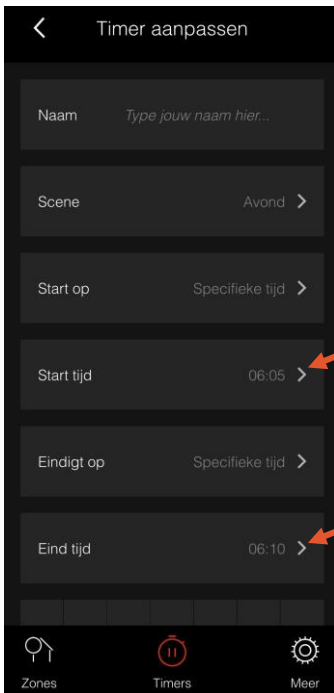 Timer aanpassen
Naam Type jouw naam hier...
Scene Avond
Start op Specifieke tijd
Start tijd 06:05
Eindigt op Specifieke tijd
Eind tijd 06:10
Zones Timers Meer